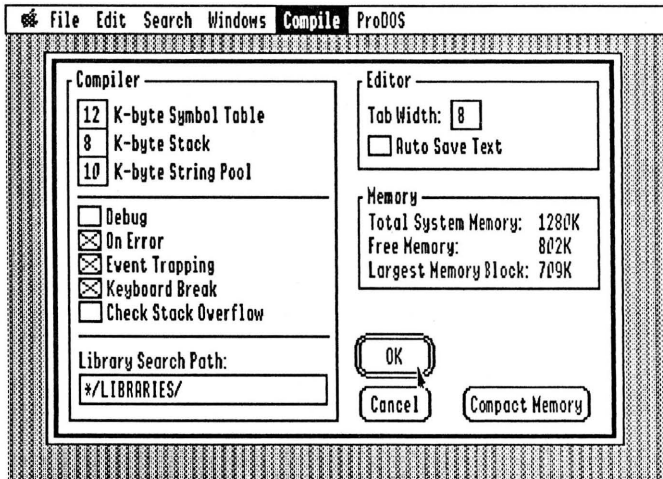 File Edit Search Windows Compile ProDOS
Compiler
12 K-byte Symbol Table
8 K-byte Stack
10 K-byte String Pool
Debug
On Error
Event Trapping
Keyboard Break
Check Stack Overflow
Library Search Path:
*/LIBRARIES/
Editor
Tab Width: 8
Auto Save Text
Memory
Total System Memory: 1280K
Free Memory: 802K
Largest Memory Block: 709K
OK
Cancel
Compact Memory